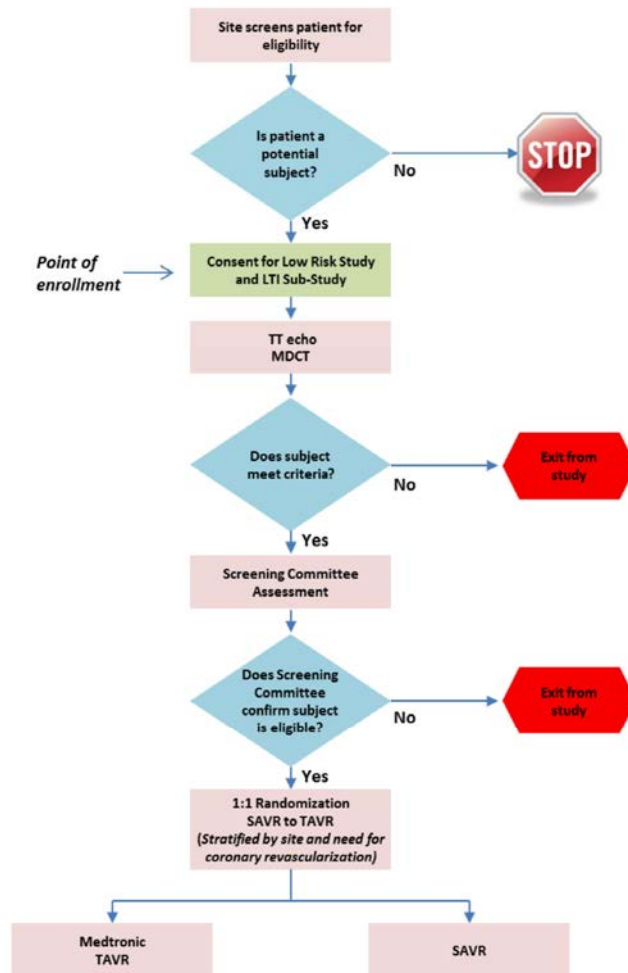 Site screens patient for
eligibility
Is patient a
potential
subject?
No
STOP
Yes
Point of
enrollment
Consent for Low Risk Study
and LTI Sub-Study
TT echo
MDCT
Does subject
meet criteria?
No
Exit from
study
Yes
Screening Committee
Assessment
Does Screening
Committee
confirm subject
is eligible?
No
Exit from
study
Yes
1:1 Randomization
SAVR to TAVR
(Stratified by site and need for
coronary revascularization)
Medtronic
TAVR
SAVR